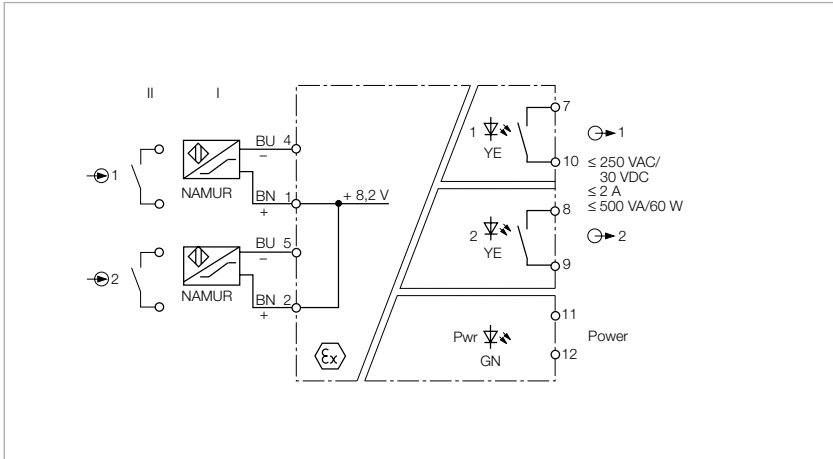 II I
1
BU 4
−
NAMUR
BN 1
+
+ 8,2 V
2
BU 5
−
NAMUR
BN 2
+
Ɛx
1
YE
7
10
1
≤ 250 VAC/
30 VDC
≤ 2 A
≤ 500 VA/60 W
2
YE
8
9
2
Pwr
GN
11
12
Power